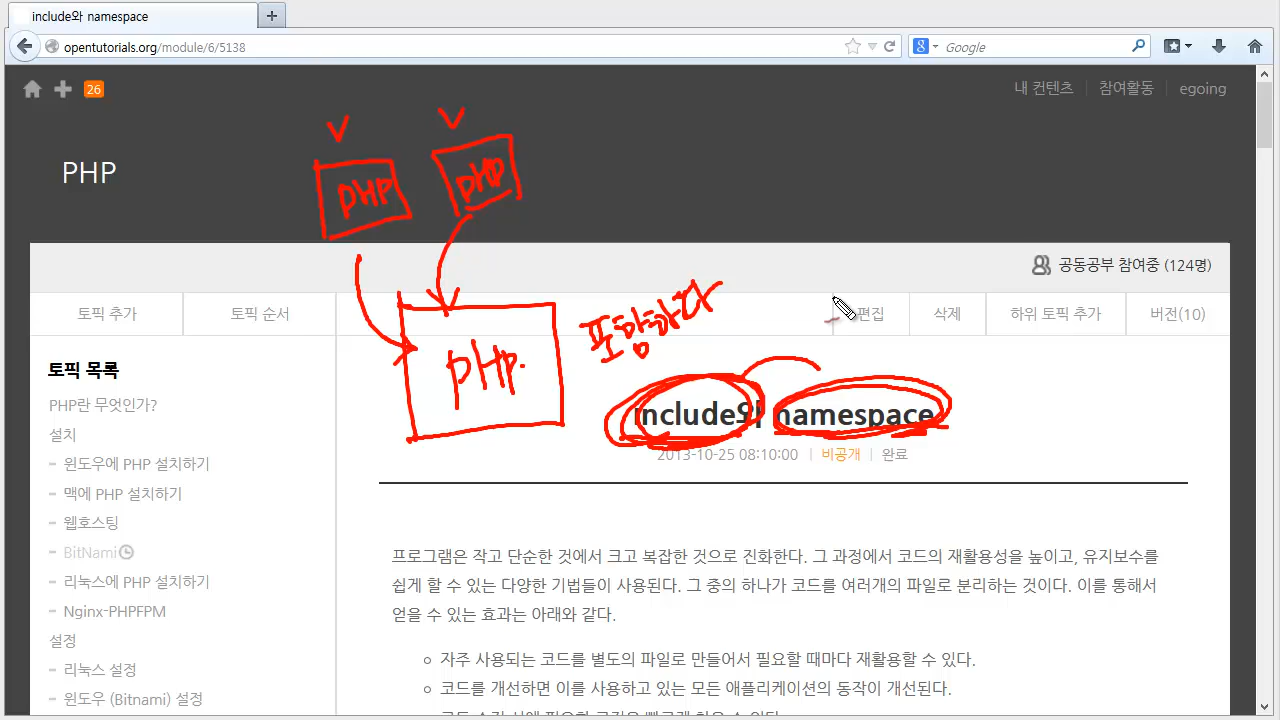 include와 namespace
opentutorials.org/module/6/5138
Google
26
내 컨텐츠 참여활동 egoing
PHP
PHP
PHP
공동공부 참여중 (124명)
토픽 추가 토픽 순서 편집 삭제 하위 토픽 추가 버전(10)
포함한다
PHP
include와 namespace
2013-10-25 08:10:00 비공개 완료
토픽 목록
PHP란 무엇인가?
설치
윈도우에 PHP 설치하기
맥에 PHP 설치하기
웹호스팅
BitNami
리눅스에 PHP 설치하기
Nginx-PHPFPM
설정
리눅스 설정
윈도우 (Bitnami) 설정
프로그램은 작고 단순한 것에서 크고 복잡한 것으로 진화한다. 그 과정에서 코드의 재활용성을 높이고, 유지보수를
쉽게 할 수 있는 다양한 기법들이 사용된다. 그 중의 하나가 코드를 여러개의 파일로 분리하는 것이다. 이를 통해서
얻을 수 있는 효과는 아래와 같다.
자주 사용되는 코드를 별도의 파일로 만들어서 필요할 때마다 재활용할 수 있다.
코드를 개선하면 이를 사용하고 있는 모든 애플리케이션의 동작이 개선된다.